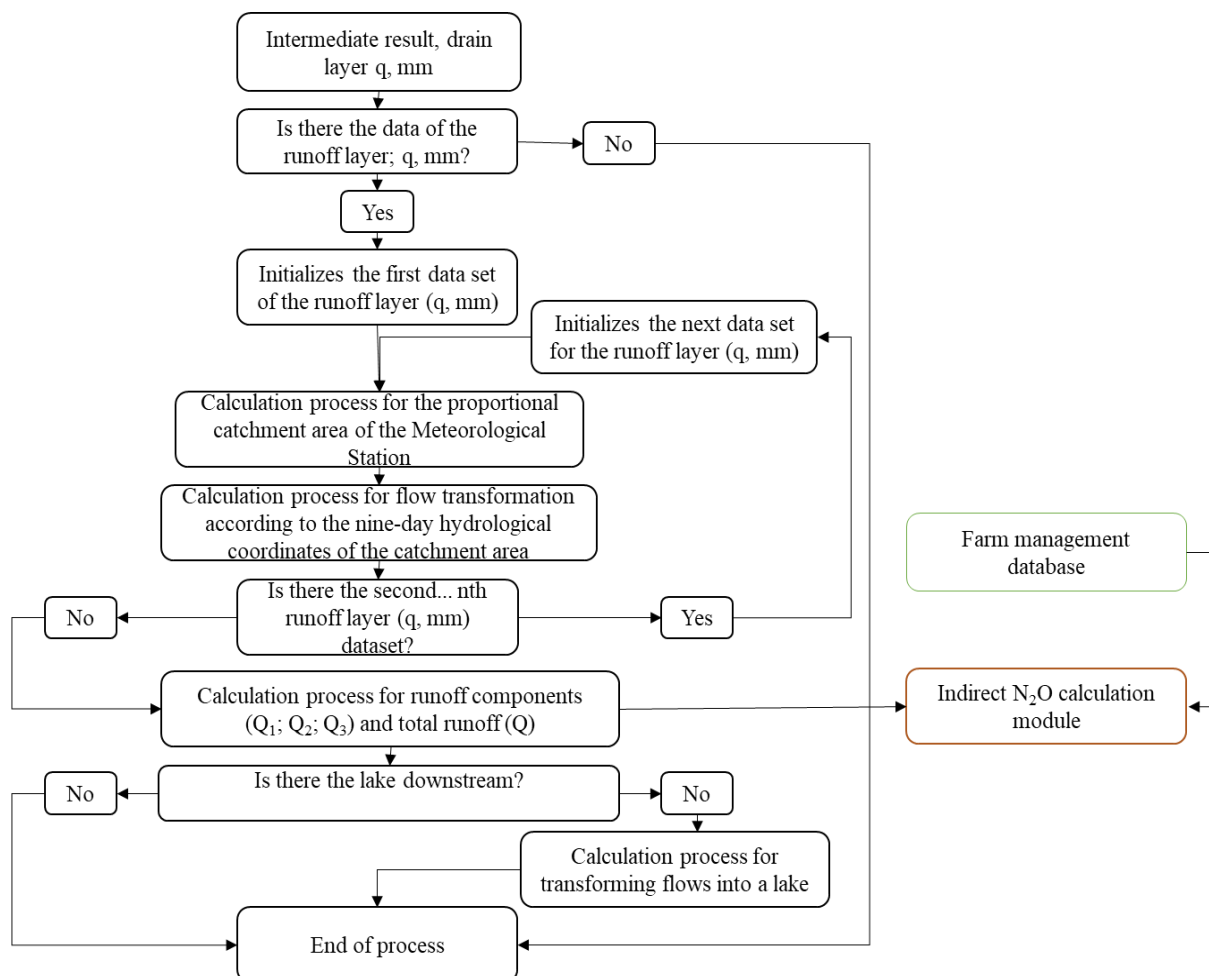 Intermediate result, drain
layer q, mm
Is there the data of the
runoff layer; q, mm?
No
Yes
Initializes the first data set
of the runoff layer (q, mm)
Initializes the next data set
for the runoff layer (q, mm)
Calculation process for the proportional
catchment area of the Meteorological
Station
Calculation process for flow transformation
according to the nine-day hydrological
coordinates of the catchment area
Farm management
database
Is there the second... nth
runoff layer (q, mm)
dataset?
No
Yes
Calculation process for runoff components
(Q₁; Q₂; Q₃) and total runoff (Q)
Indirect N₂O calculation
module
Is there the lake downstream?
No
No
Calculation process for
transforming flows into a lake
End of process